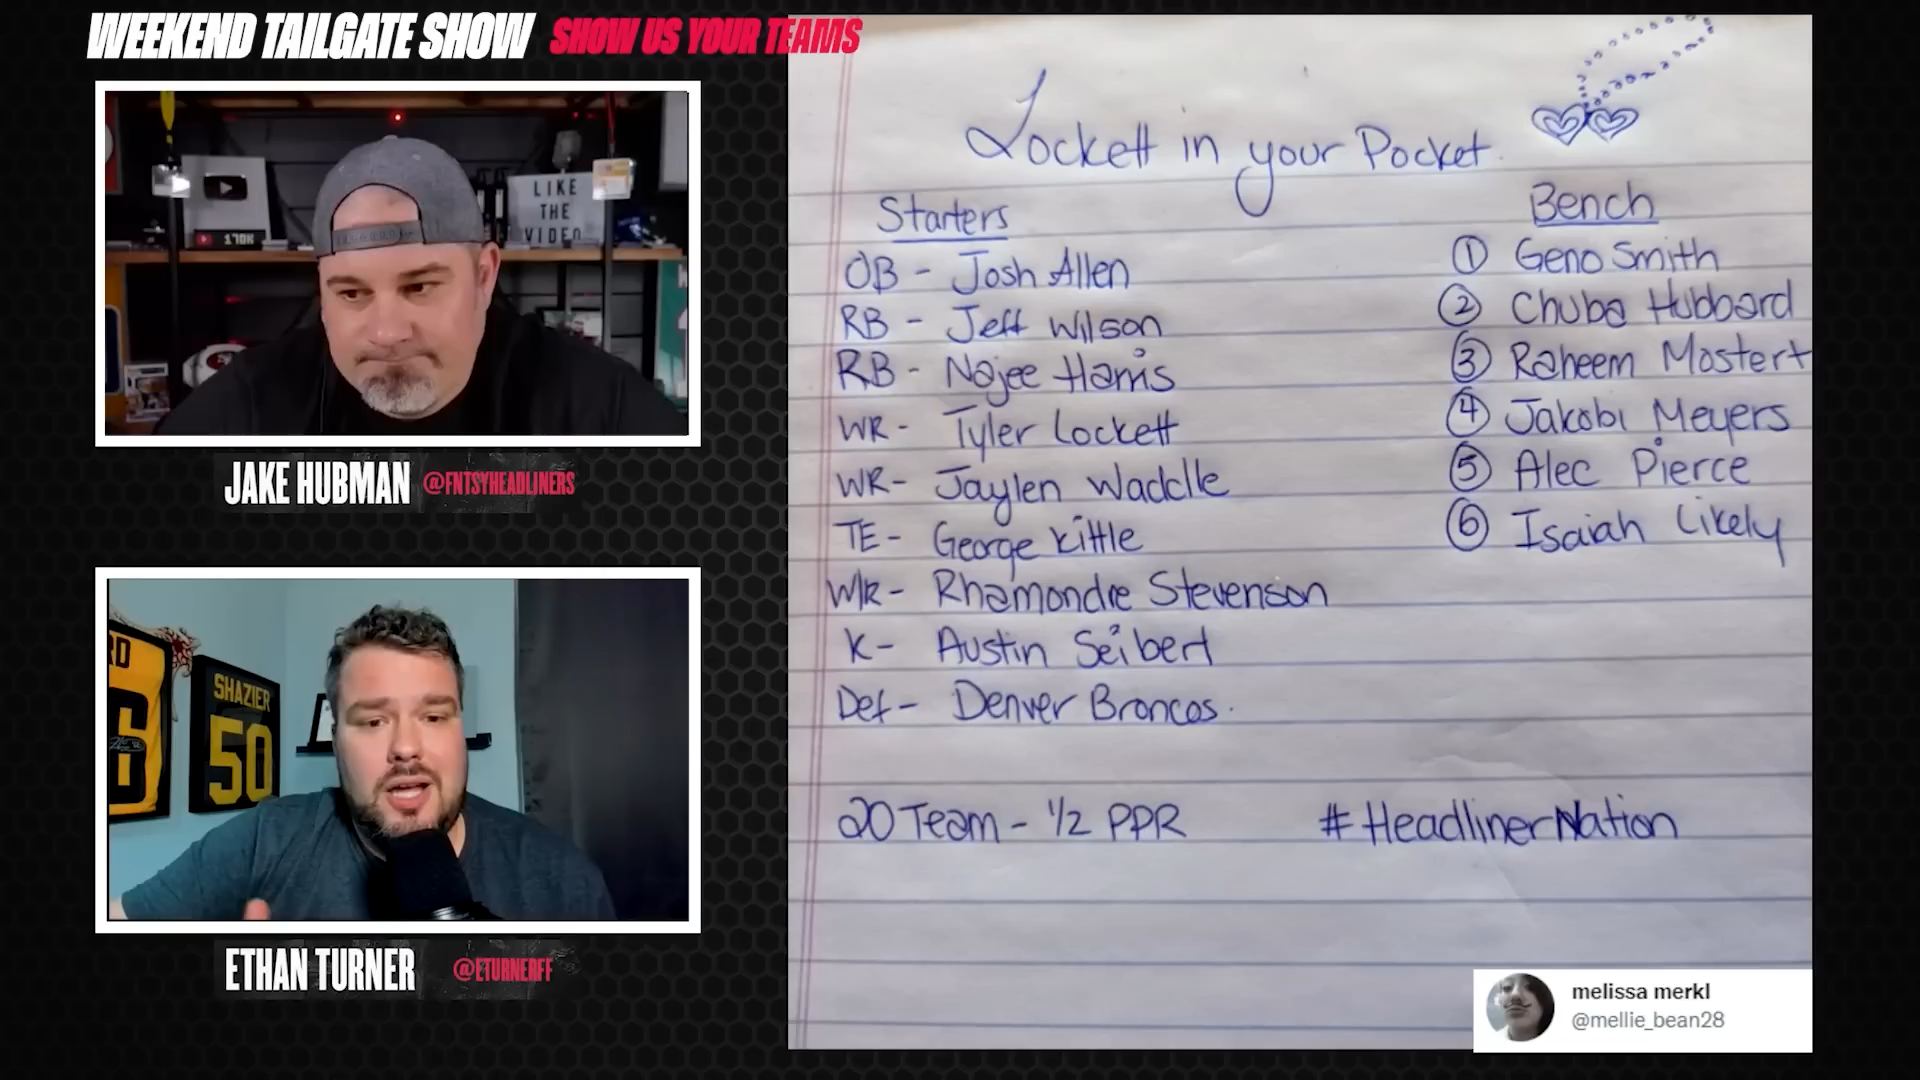 WEEKEND TAILGATE SHOW SHOW US YOUR TEAMS
170K
LIKE
THE
VIDEO
JAKE HUBMAN @FNTSYHEADLINERS
RD
6
SHAZIER
50
ETHAN TURNER @ETURNERFF
Lockett in your Pocket.
Starters
QB - Josh Allen
RB - Jeff Wilson
RB - Najee Harris
WR - Tyler Lockett
WR - Jaylen Waddle
TE - George Kittle
W/R - Rhamondre Stevenson
K - Austin Seibert
Def - Denver Broncos.
Bench
① Geno Smith
② Chuba Hubbard
③ Raheem Mostert
④ Jakobi Meyers
⑤ Alec Pierce
⑥ Isaiah Likely
20 Team - 1/2 PPR #HeadlinerNation
melissa merkl
@mellie_bean28